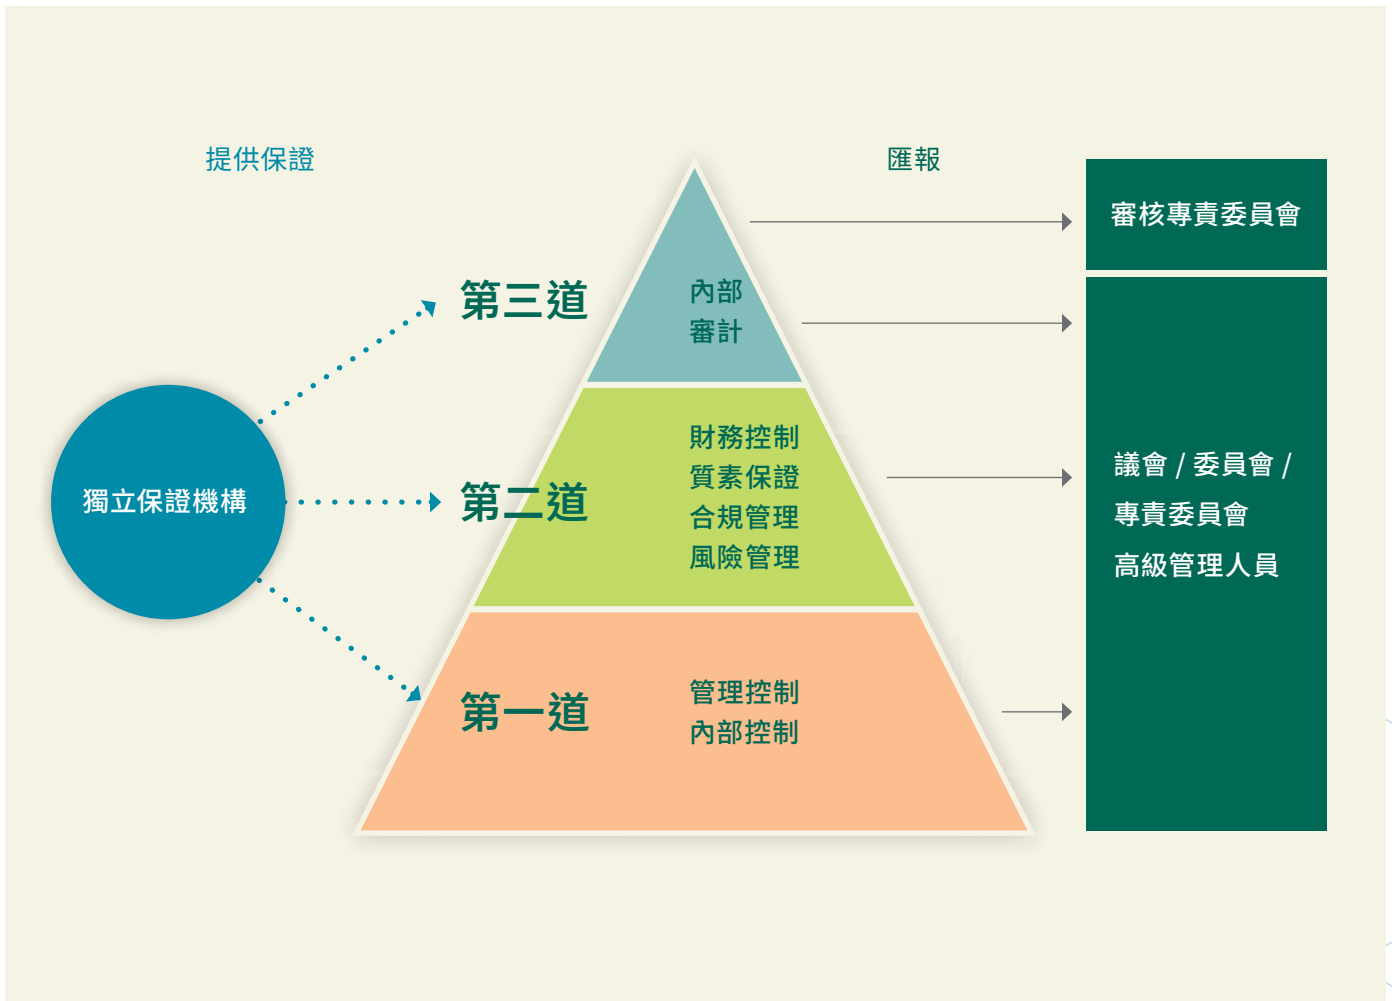 提供保證
匯報
審核專責委員會
第三道
內部
審計
獨立保證機構
第二道
財務控制
質素保證
合規管理
風險管理
議會 / 委員會 /
專責委員會
高級管理人員
第一道
管理控制
內部控制